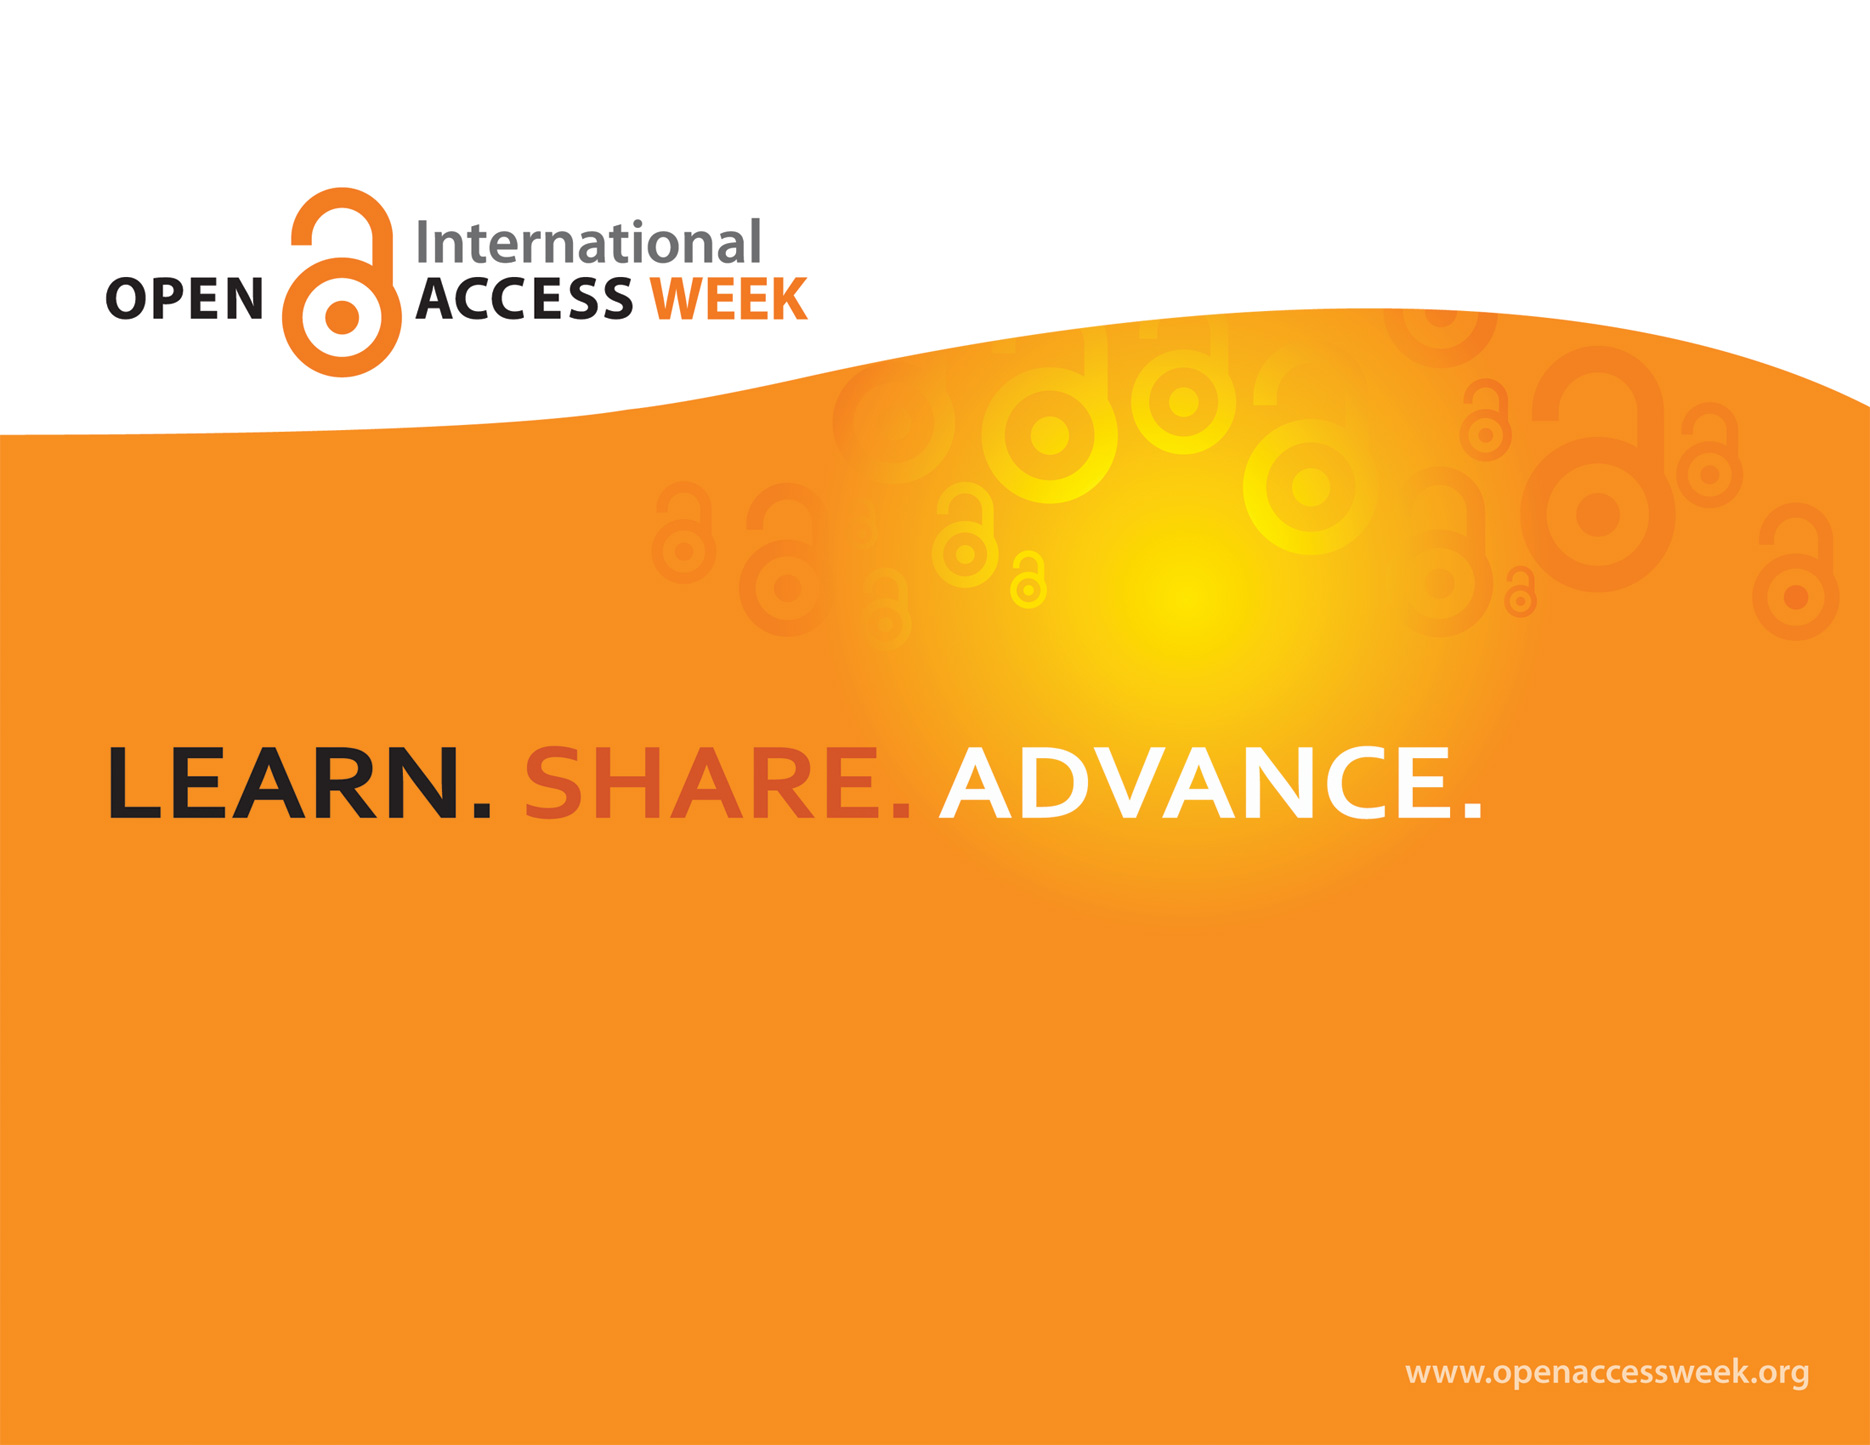 International
OPEN ACCESS WEEK
LEARN. SHARE. ADVANCE.
www.openaccessweek.org